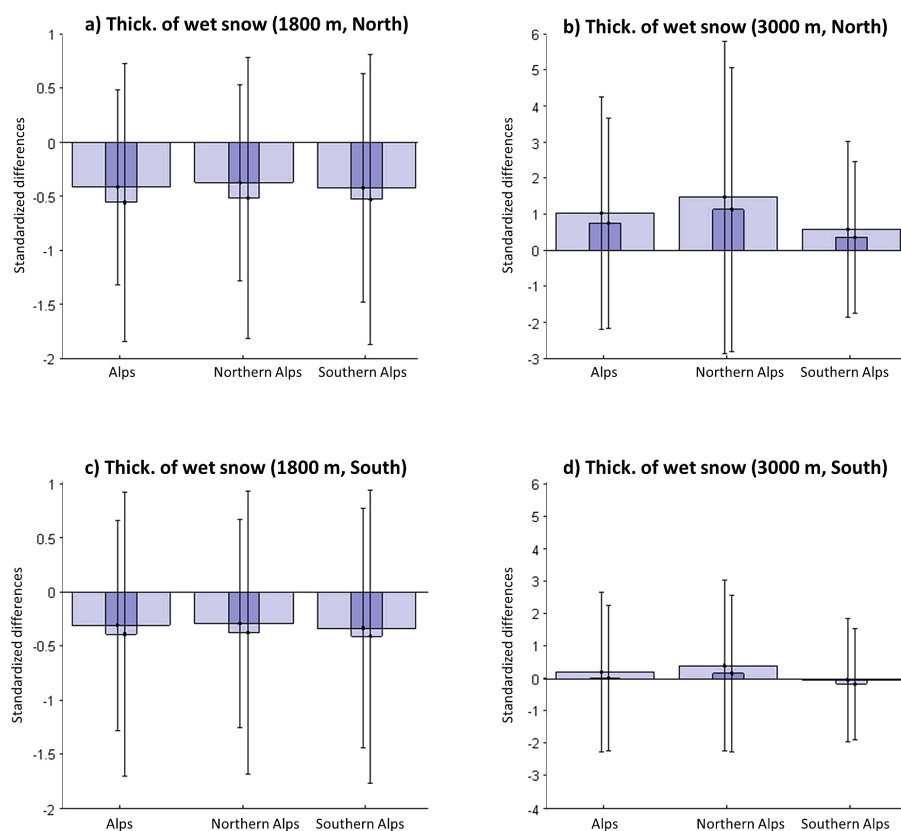 a) Thick. of wet snow (1800 m, North)
Standardized differences
1
0.5
0
-0.5
-1
-1.5
-2
Alps Northern Alps Southern Alps
b) Thick. of wet snow (3000 m, North)
Standardized differences
6
5
4
3
2
1
0
-1
-2
-3
Alps Northern Alps Southern Alps
c) Thick. of wet snow (1800 m, South)
Standardized differences
1
0.5
0
-0.5
-1
-1.5
-2
Alps Northern Alps Southern Alps
d) Thick. of wet snow (3000 m, South)
Standardized differences
6
5
4
3
2
1
0
-1
-2
-3
-4
Alps Northern Alps Southern Alps